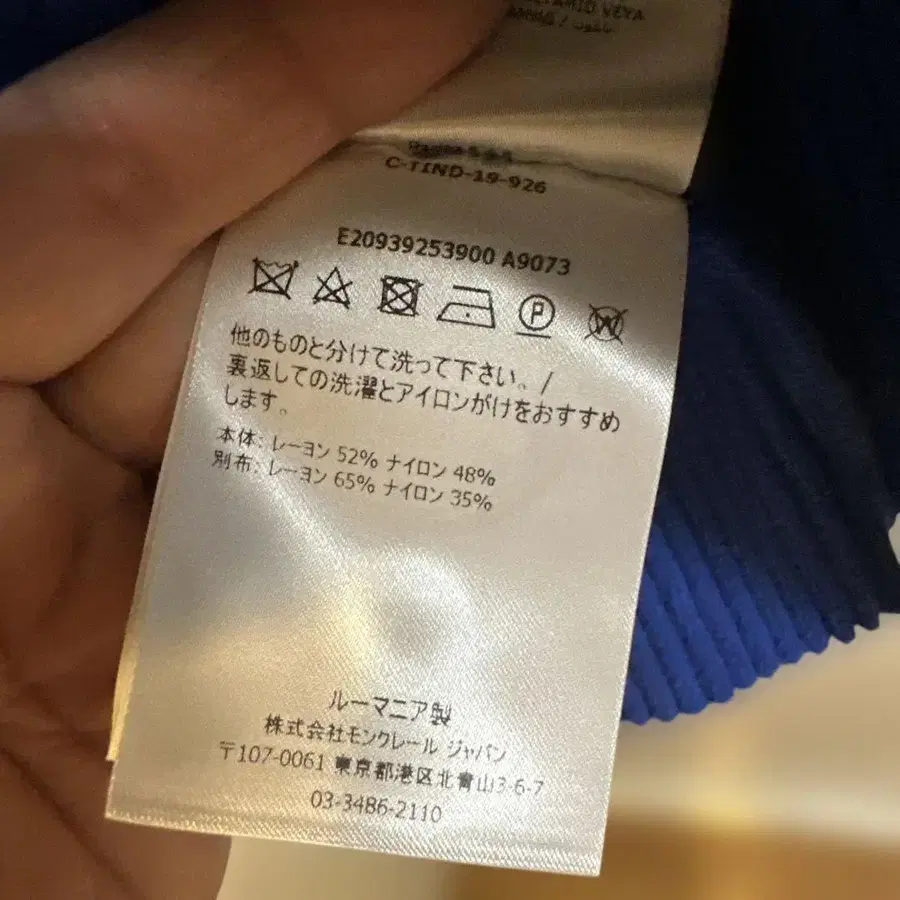 VEYA
C-TIND-19-926
E20939253900 A9073
P
W
他のものと分けて洗って下さい。/
裏返しての洗濯とアイロンがけをおすすめ
します。
本体: レーヨン 52% ナイロン 48%
別布: レーヨン 65% ナイロン 35%
ルーマニア製
株式会社モンクレール ジャパン
〒107-0061 東京都港区北青山3-6-7
03-3486-2110